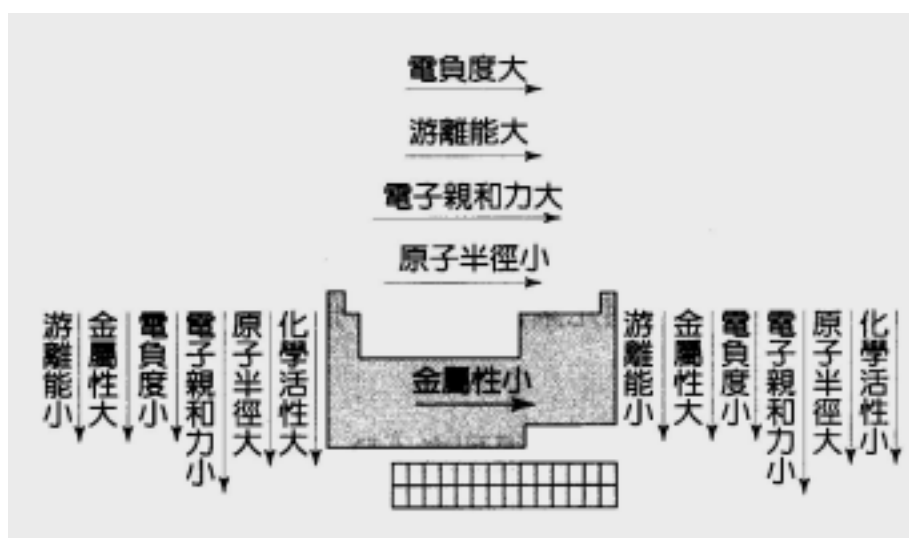 電負度大
游離能大
電子親和力大
原子半徑小
金屬性小
游離能小
金屬性大
電負度小
電子親和力小
原子半徑大
化學活性大
游離能小
金屬性大
電負度小
電子親和力小
原子半徑大
化學活性小